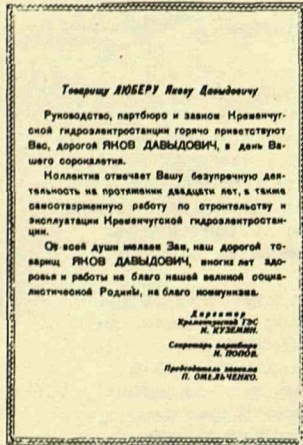 Товарищу ЛЮБЕРУ Якову Давыдовичу
Руководство, партбюро и завком Кременчуг-
ской гидроэлектростанции горячо приветствуют
Вас, дорогой ЯКОВ ДАВЫДОВИЧ, в день Ва-
шего сорокалетия.
Коллектив отмечает Вашу безупречную дея-
тельность на протяжении двадцати лет, а также
самоотверженную работу по строительству и
эксплуатации Кременчугской гидроэлектростан-
ции.
От всей души желаем Вам, наш дорогой то-
варищ ЯКОВ ДАВЫДОВИЧ, многих лет здо-
ровья и работы на благо нашей великой социа-
листической Родины, на благо коммунизма.
Директор
Кременчугской ГЭС
И. КУЗЕМИН.
Секретарь партбюро
И. ПОПОВ.
Председатель завкома
П. ОМЕЛЬЧЕНКО.